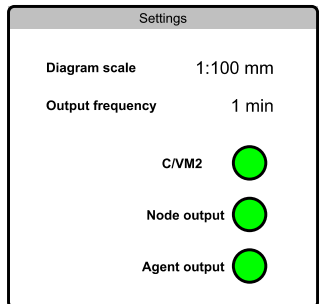 Settings
Diagram scale 1:100 mm
Output frequency 1 min
C/VM2
Node output
Agent output